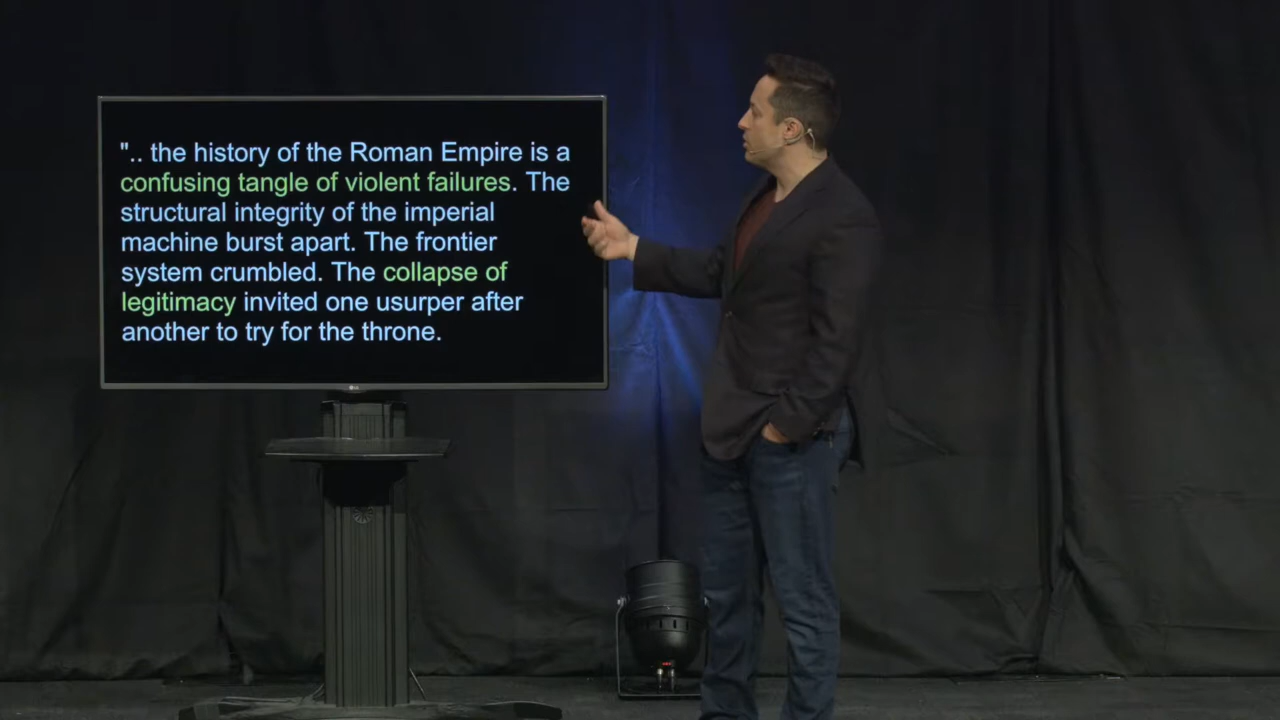 ".. the history of the Roman Empire is a
confusing tangle of violent failures. The
structural integrity of the imperial
machine burst apart. The frontier
system crumbled. The collapse of
legitimacy invited one usurper after
another to try for the throne.
LG